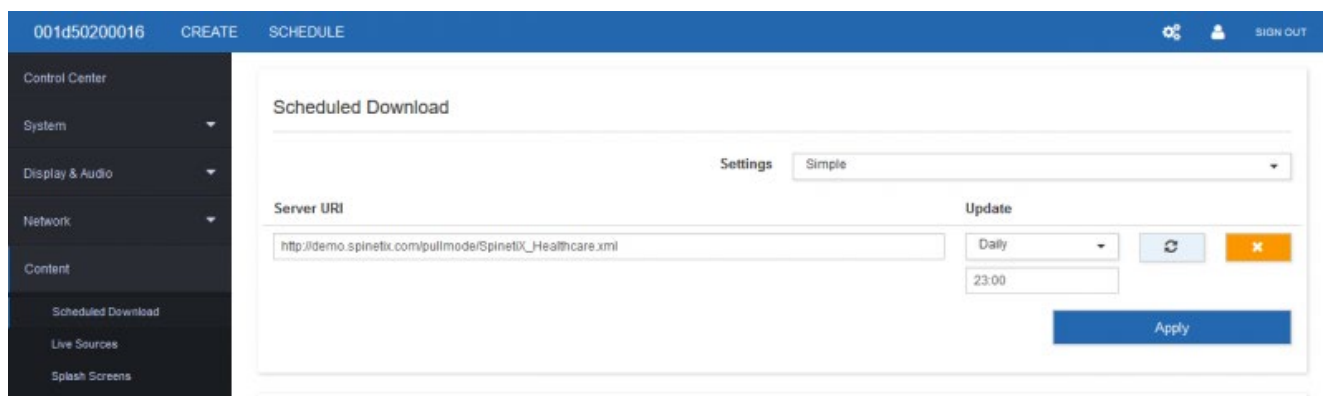 001d50200016 CREATE SCHEDULE SIGN OUT
Control Center
System
Display & Audio
Network
Content
Scheduled Download
Live Sources
Splash Screens
Scheduled Download
Settings Simple
Server URI Update
http://demo.spinetix.com/pullmode/SpinetiX_Healthcare.xml Daily
23:00
Apply